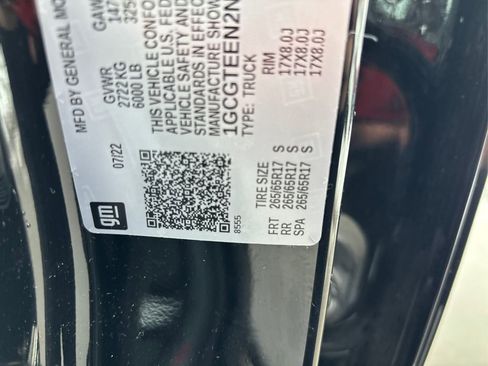 MFD BY GENERAL MO
GVWR GAW
2722 KG 147
6000 LB 325
THIS VEHICLE CONFO
APPLICABLE U.S. FED
VEHICLE SAFETY AND
STANDARDS IN EFFEC
MANUFACTURE SHOW
1GCGTEEN2N
TYPE: TRUCK
07/22
gm
8555
TIRE SIZE RIM
FRT 265/65R17 S 17X8.0J
RR 265/65R17 S 17X8.0J
SPA 265/65R17 S 17X8.0J